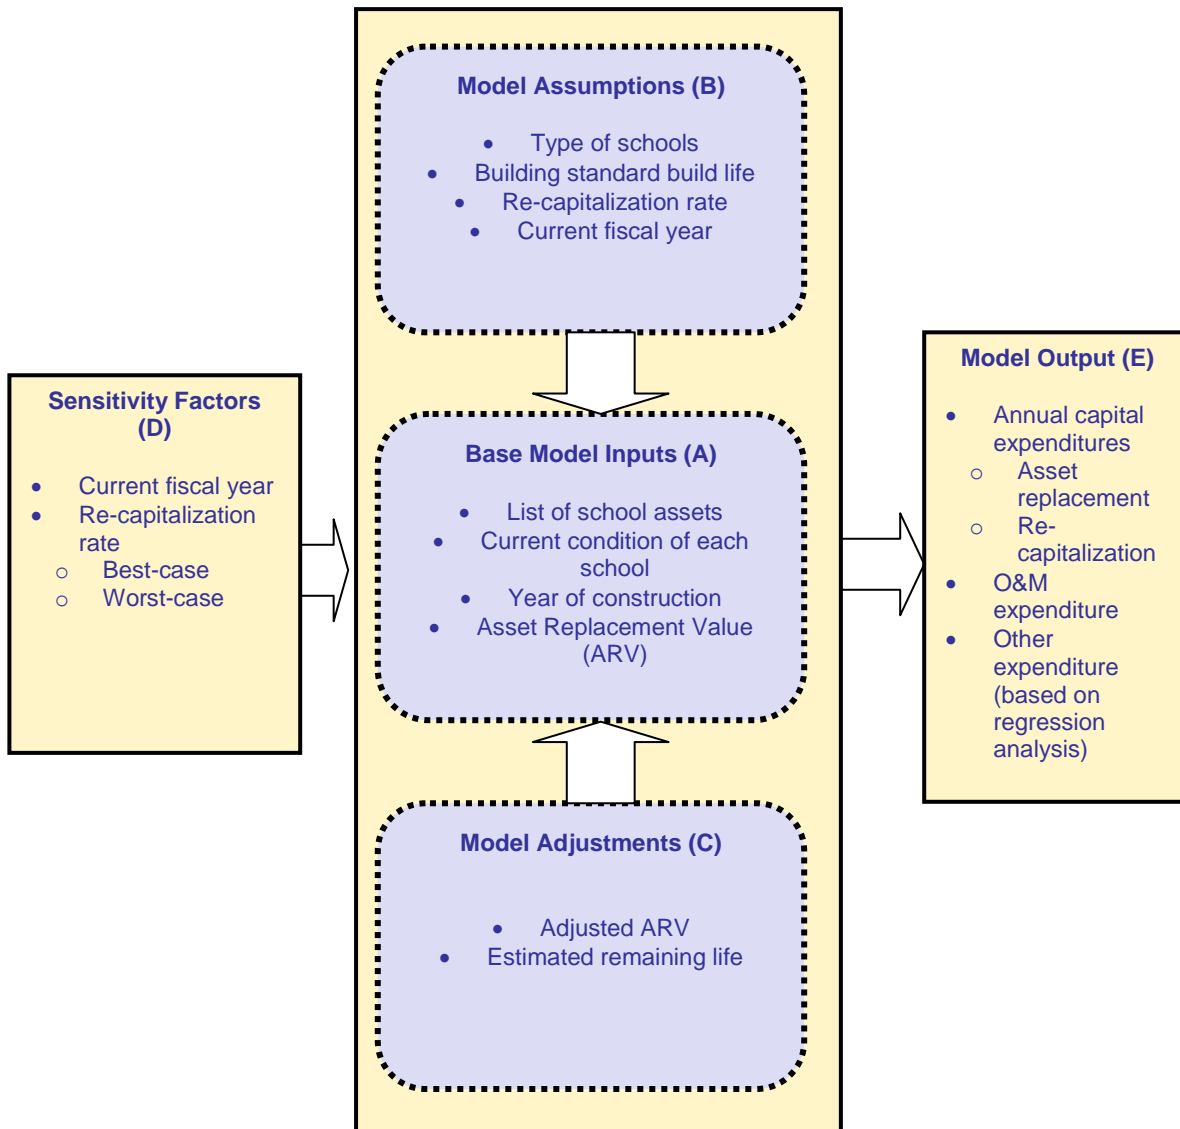 Model Assumptions (B)
• Type of schools
• Building standard build life
• Re-capitalization rate
• Current fiscal year
Sensitivity Factors
(D)
• Current fiscal year
• Re-capitalization
rate
o Best-case
o Worst-case
Base Model Inputs (A)
• List of school assets
• Current condition of each
school
• Year of construction
• Asset Replacement Value
(ARV)
Model Adjustments (C)
• Adjusted ARV
• Estimated remaining life
Model Output (E)
• Annual capital
expenditures
o Asset
replacement
o Re-
capitalization
• O&M
expenditure
• Other
expenditure
(based on
regression
analysis)